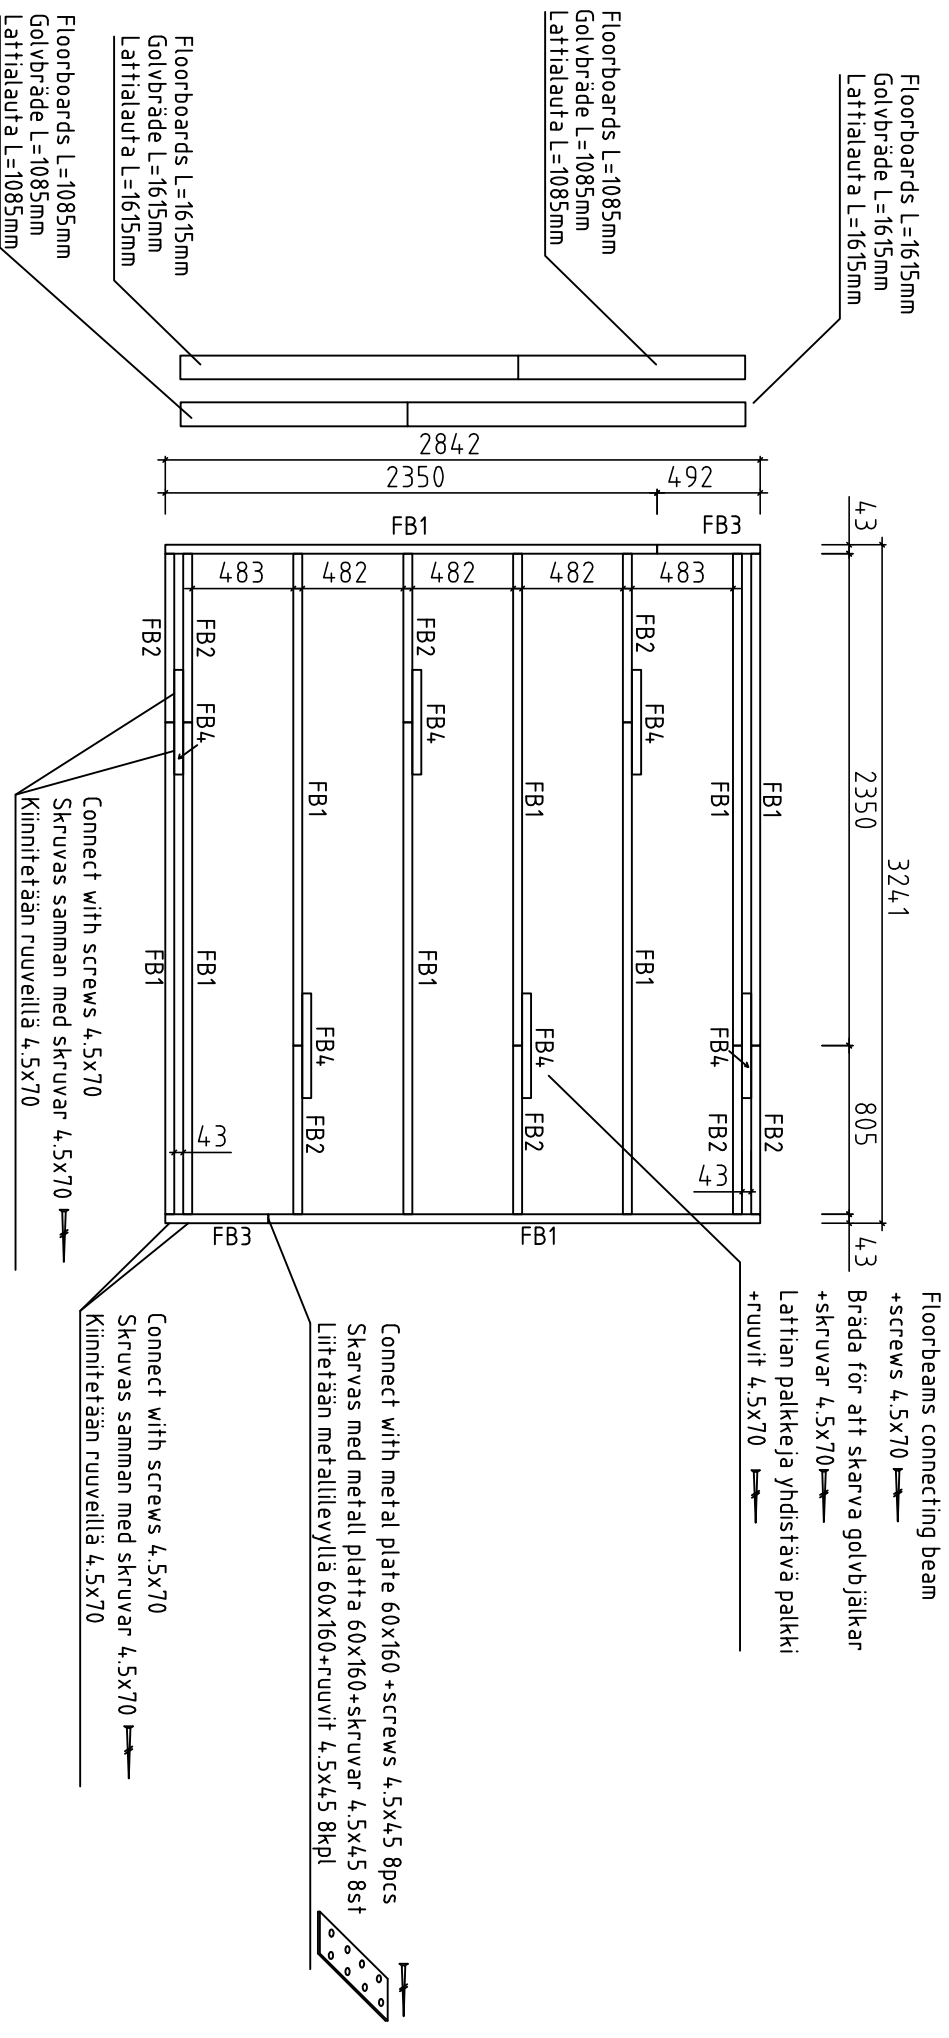 Floorboards L=1615mm
Golvbräde L=1615mm
Lattialauta L=1615mm
Floorboards L=1085mm
Golvbräde L=1085mm
Lattialauta L=1085mm
Floorboards L=1615mm
Golvbräde L=1615mm
Lattialauta L=1615mm
Floorboards L=1085mm
Golvbräde L=1085mm
Lattialauta L=1085mm
2842
2350
492
FB1
FB3
43
2350
3241
805
43
483
482
482
482
483
FB2
FB2
FB4
FB2
FB4
FB2
FB4
FB1
FB1
FB1
FB1
FB1
FB1
FB1
FB1
FB4
FB4
FB4
FB2
FB2
FB2
FB2
43
43
FB3
FB1
Connect with screws 4.5x70
Skruvas samman med skruvar 4.5x70
Kiinnitetään ruuveillä 4.5x70
Floorbeams connecting beam
+screws 4.5x70
Bräda för att skarva golvbjälkar
+skruvar 4.5x70
Lattian palkkeja yhdistävä palkki
+ruuvit 4.5x70
Connect with metal plate 60x160 +screws 4.5x45 8pcs
Skarvas med metall platta 60x160+skruvar 4.5x45 8st
Liitetään metallilevyllä 60x160+ruuvit 4.5x45 8kpl
Connect with screws 4.5x70
Skruvas samman med skruvar 4.5x70
Kiinnitetään ruuveillä 4.5x70